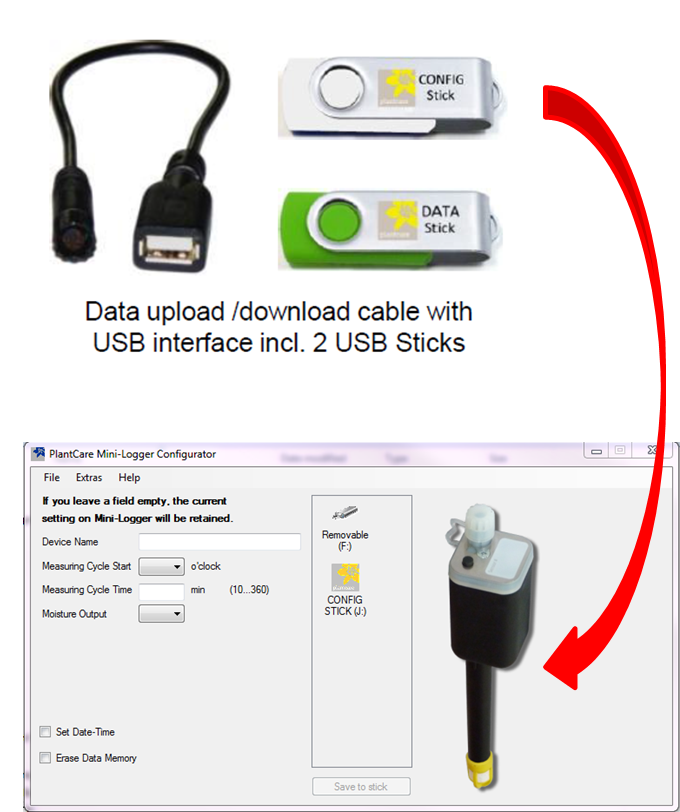 CONFIG
Stick
plantcare
DATA
Stick
plantcare
Data upload /download cable with
USB interface incl. 2 USB Sticks
PlantCare Mini-Logger Configurator
File Extras Help
If you leave a field empty, the current
setting on Mini-Logger will be retained.
Device Name
Measuring Cycle Start o'clock
Measuring Cycle Time min (10...360)
Moisture Output
Set Date-Time
Erase Data Memory
Removable
(F:)
CONFIG
STICK (J:)
Save to stick